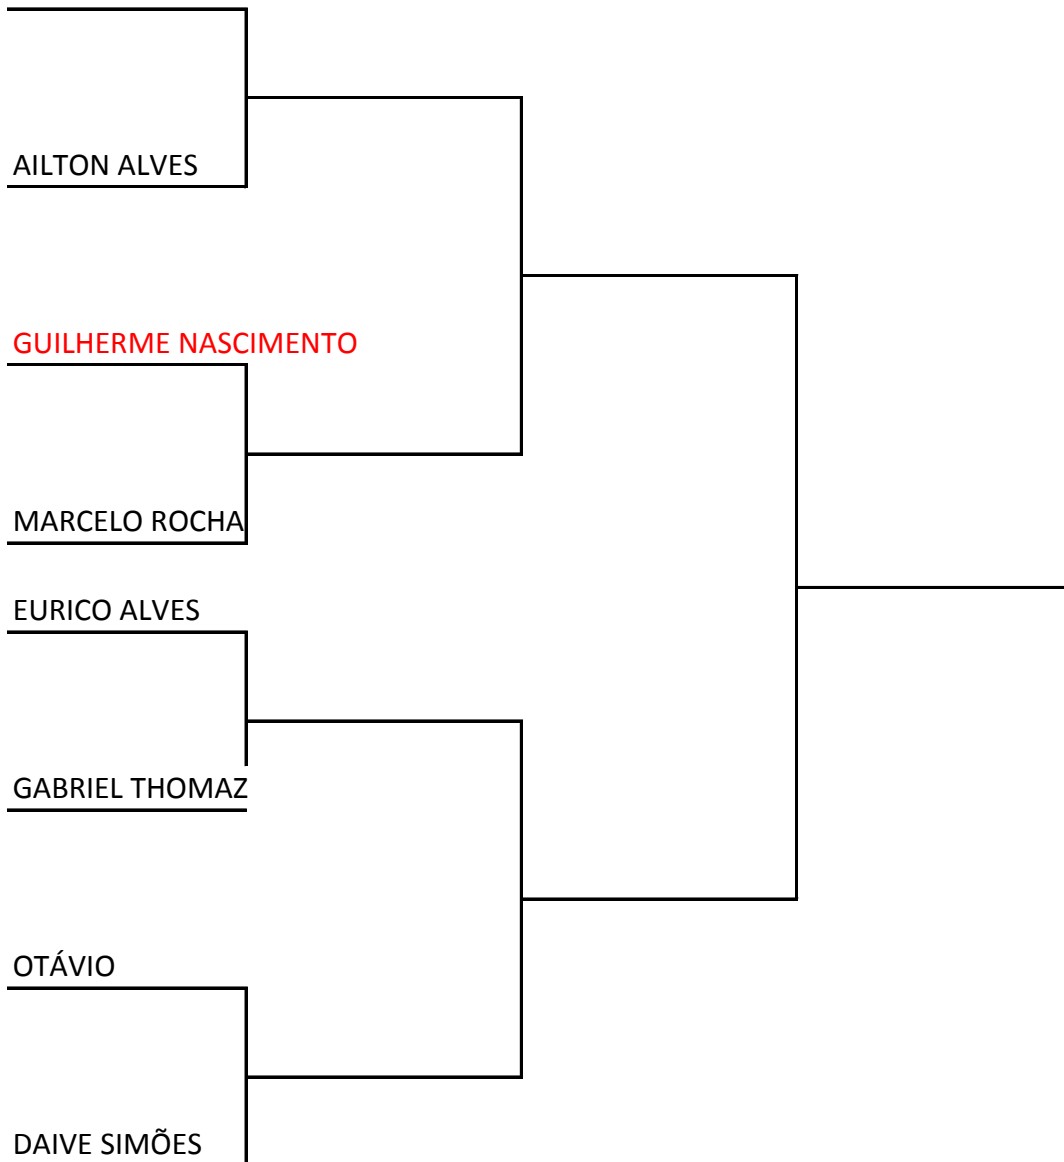 AILTON ALVES
GUILHERME NASCIMENTO
MARCELO ROCHA
EURICO ALVES
GABRIEL THOMAZ
OTÁVIO
DAIVE SIMÕES